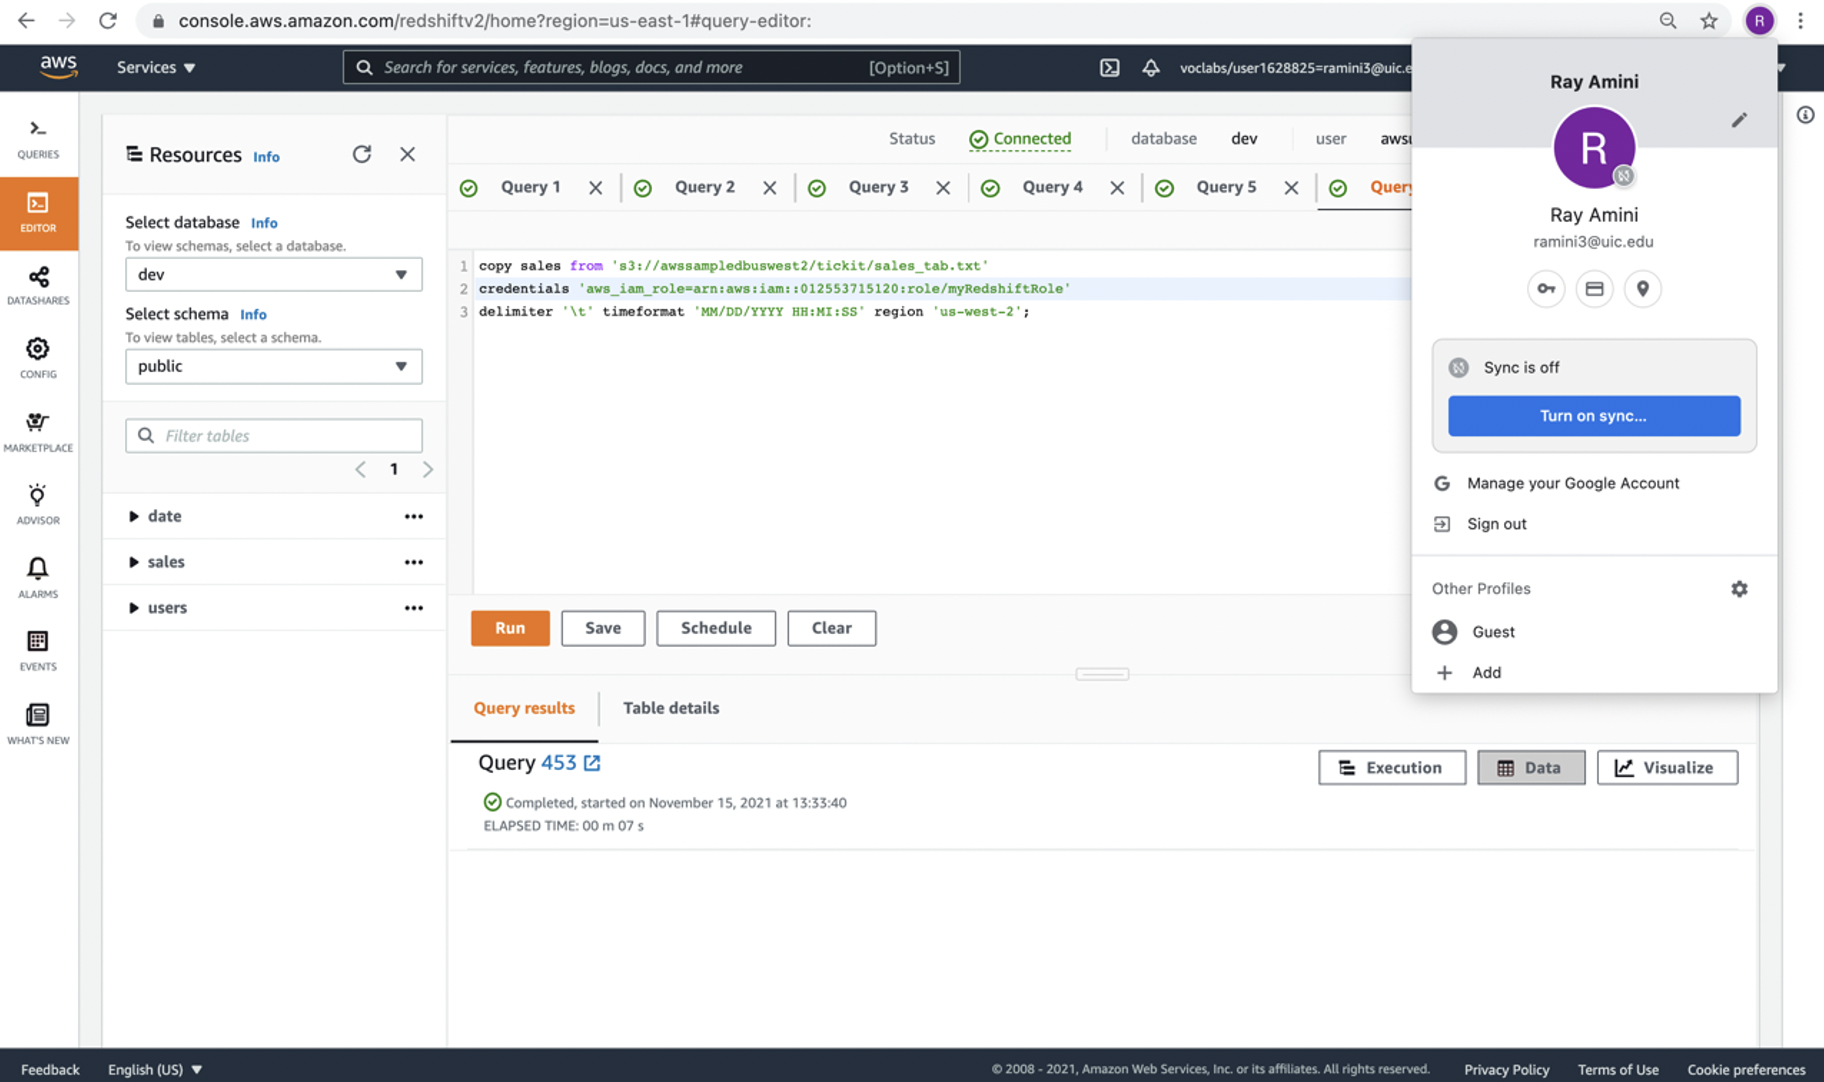 console.aws.amazon.com/redshiftv2/home?region=us-east-1#query-editor:
R
aws
Services ▼
Search for services, features, blogs, docs, and more
[Option+S]
voclabs/user1628825=ramini3@uic.e
QUERIES
EDITOR
DATASHARES
CONFIG
MARKETPLACE
ADVISOR
ALARMS
EVENTS
WHAT'S NEW
Resources Info
Select database Info
To view schemas, select a database.
dev
Select schema Info
To view tables, select a schema.
public
Filter tables
1
date
sales
users
Status
Connected
database
dev
user
awsu
Query 1
Query 2
Query 3
Query 4
Query 5
Query
1 copy sales from 's3://awssampledbuswest2/tickit/sales_tab.txt'
2 credentials 'aws_iam_role=arn:aws:iam::012553715120:role/myRedshiftRole'
3 delimiter '\t' timeformat 'MM/DD/YYYY HH:MI:SS' region 'us-west-2';
Run
Save
Schedule
Clear
Query results
Table details
Query 453
Completed, started on November 15, 2021 at 13:33:40
ELAPSED TIME: 00 m 07 s
Execution
Data
Visualize
Ray Amini
R
Ray Amini
ramini3@uic.edu
Sync is off
Turn on sync...
G Manage your Google Account
Sign out
Other Profiles
Guest
Add
Feedback
English (US) ▼
© 2008 - 2021, Amazon Web Services, Inc. or its affiliates. All rights reserved.
Privacy Policy
Terms of Use
Cookie preferences